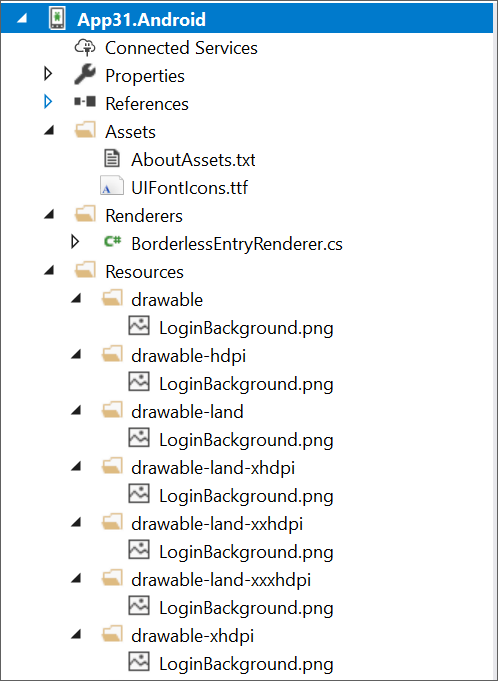 App31.Android
Connected Services
Properties
References
Assets
AboutAssets.txt
A UIFontIcons.ttf
Renderers
C# BorderlessEntryRenderer.cs
Resources
drawable
LoginBackground.png
drawable-hdpi
LoginBackground.png
drawable-land
LoginBackground.png
drawable-land-xhdpi
LoginBackground.png
drawable-land-xxhdpi
LoginBackground.png
drawable-land-xxxhdpi
LoginBackground.png
drawable-xhdpi
LoginBackground.png